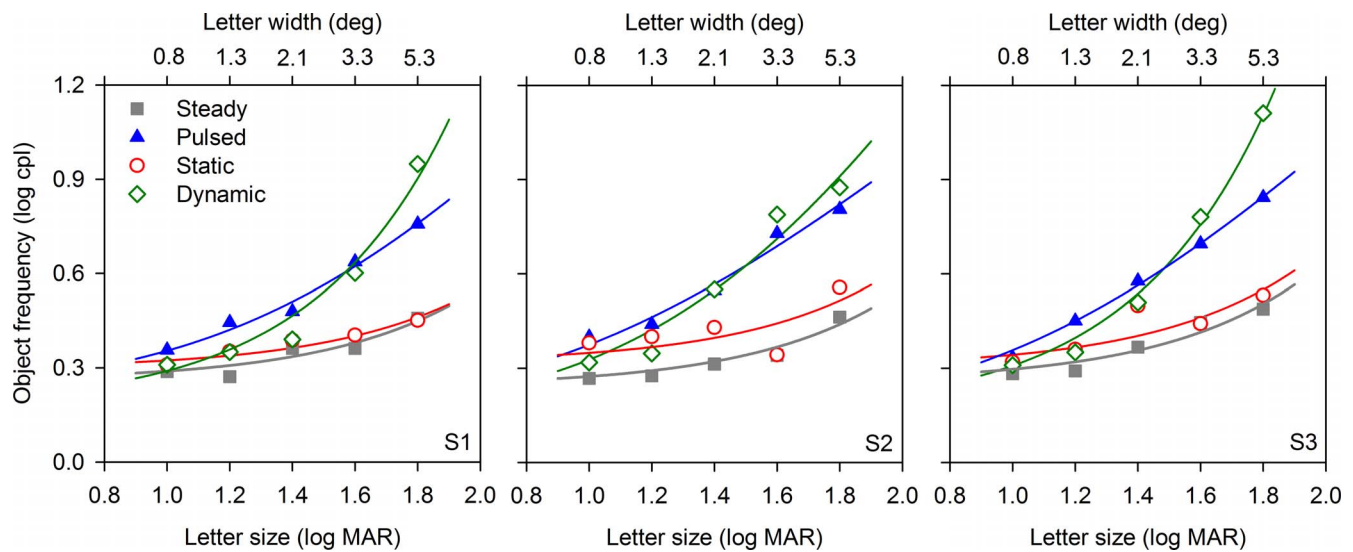 Letter width (deg)
0.8 1.3 2.1 3.3 5.3
Letter width (deg)
0.8 1.3 2.1 3.3 5.3
Letter width (deg)
0.8 1.3 2.1 3.3 5.3
Object frequency (log cpl)
1.2
0.9
0.6
0.3
0.0
Steady
Pulsed
Static
Dynamic
S1
S2
S3
0.8 1.0 1.2 1.4 1.6 1.8 2.0
Letter size (log MAR)
0.8 1.0 1.2 1.4 1.6 1.8 2.0
Letter size (log MAR)
0.8 1.0 1.2 1.4 1.6 1.8 2.0
Letter size (log MAR)